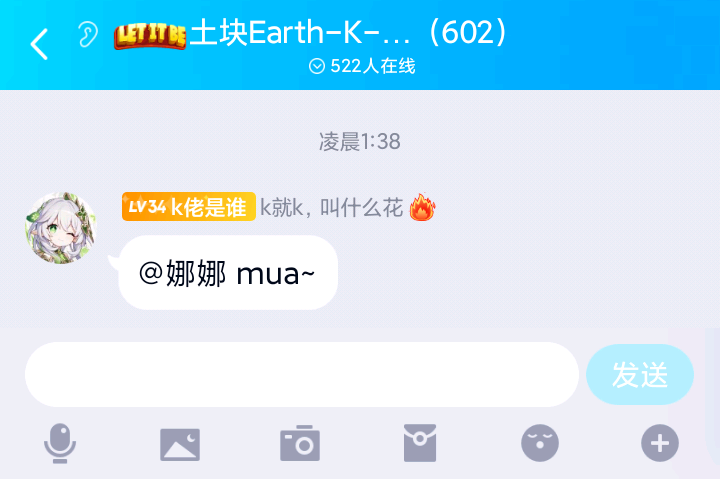 LET IT BE 土块Earth-K-...（602）
522人在线
凌晨1:38
LV34 k佬是谁 k就k, 叫什么花
@娜娜 mua~
发送